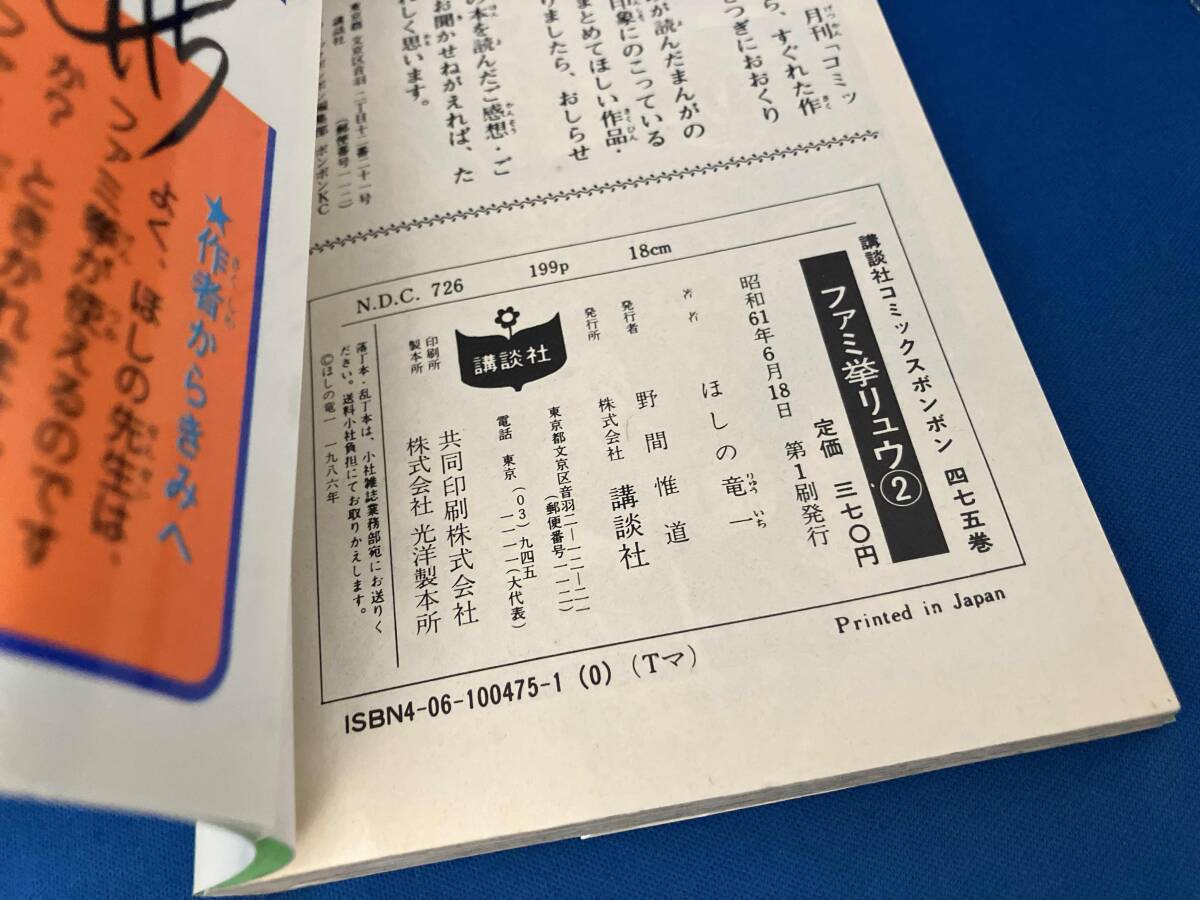 ★作者からきみへ
よく、ほしの先生は、
ファミ拳が使えるのです
か?
月刊「コミッ
ら、すぐれた作
つぎにおおくり
が読んだまんがの
印象にのこっている
まとめてほしい作品・
りましたら、おしらせ
本を読んだご感想・ご
お聞かせねがえれば、た
れしく思います。
東京都文京区音羽二丁目十二番二十一号
(郵便番号一一二)
講談社
編集部 ボンボンKC
N.D.C. 726 199p 18cm
講談社コミックスボンボン 四七五巻
ファミ拳リュウ②
定価 三七〇円
昭和61年6月18日 第1刷発行
著者 ほしの竜一
発行者 野間惟道
発行所 株式会社 講談社
東京都文京区音羽二―一二―二一
(郵便番号一一二)
電話 東京(03)九四五
一一一一(大代表)
講談社
印刷所 共同印刷株式会社
製本所 株式会社 光洋製本所
落丁本・乱丁本は、小社雑誌業務部宛にお送りく
ださい。送料小社負担にてお取りかえします。
©ほしの竜一 一九八六年
Printed in Japan
ISBN4-06-100475-1 (0) (Tマ)